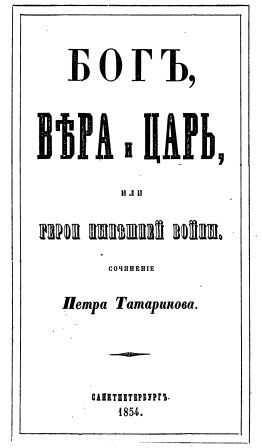 БОГЪ,
ВѢРА и ЦАРЬ,
ИЛИ
ГЕРОИ НЫНѢШНЕЙ ВОЙНЫ.
СОЧИНЕНІЕ
Петра Татаринова.
САНКТПЕТЕРБУРГЪ.
1854.